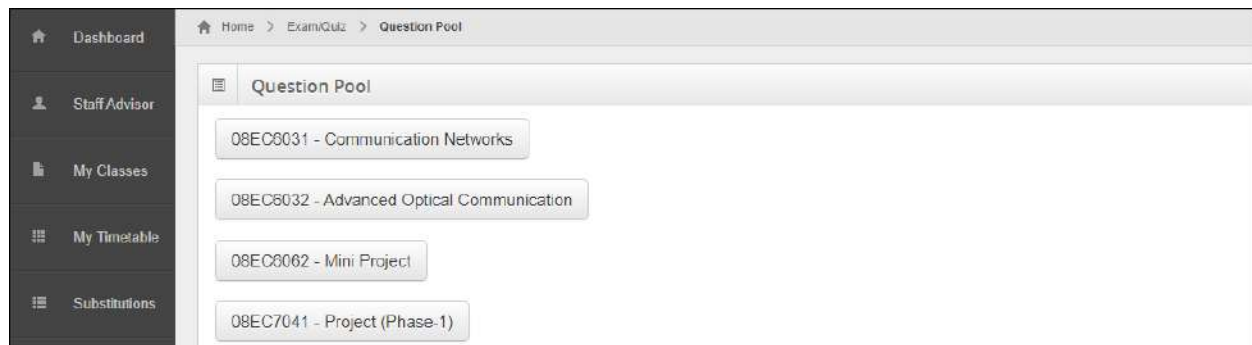 Dashboard
Staff Advisor
My Classes
My Timetable
Substitutions
Home > Exam/Quiz > Question Pool
Question Pool
08EC6031 - Communication Networks
08EC6032 - Advanced Optical Communication
08EC6062 - Mini Project
08EC7041 - Project (Phase-1)